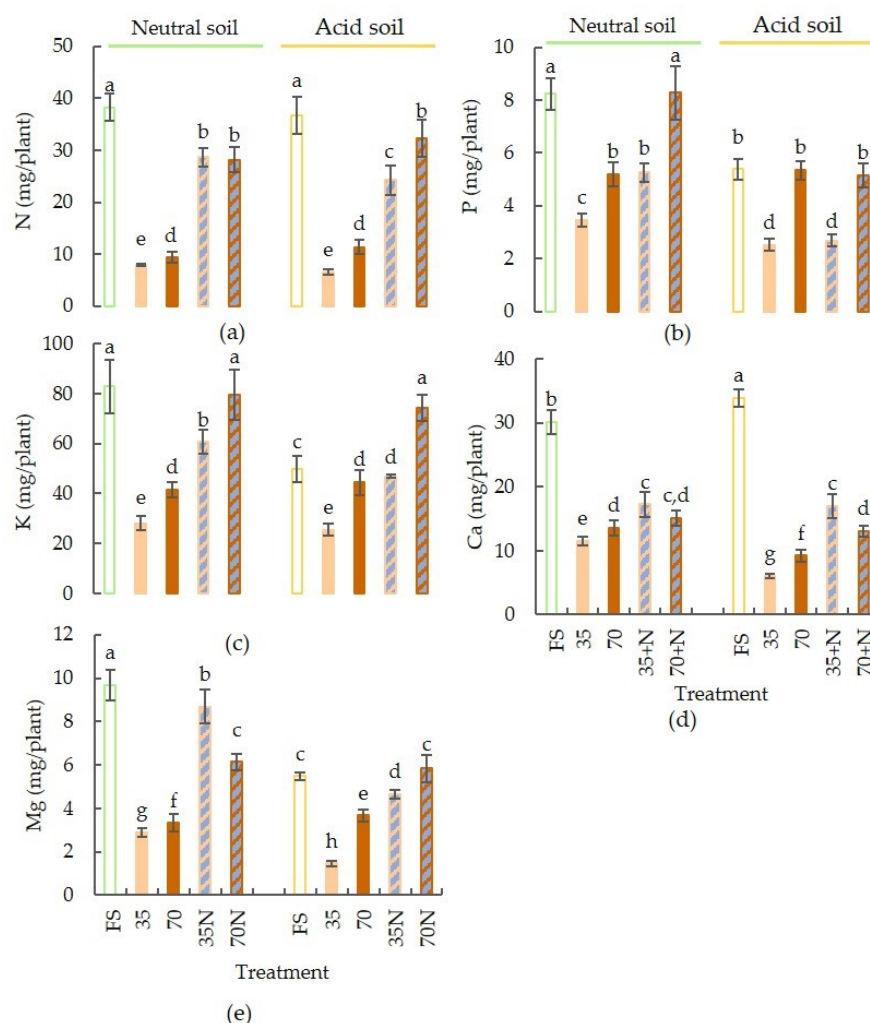 Neutral soil Acid soil
N (mg/plant)
50
40
30
20
10
0
a
e
d
b
b
a
e
d
c
b
(a)
Neutral soil Acid soil
P (mg/plant)
10
8
6
4
2
0
a
c
b
b
a
b
d
b
d
b
(b)
K (mg/plant)
100
80
60
40
20
0
a
e
d
b
a
c
e
d
d
a
(c)
Ca (mg/plant)
40
30
20
10
0
b
e
d
c
c,d
a
g
f
c
d
FS 35 70 35+N 70+N FS 35 70 35+N 70+N
Treatment
(d)
Mg (mg/plant)
12
10
8
6
4
2
0
a
g
f
b
c
c
h
e
d
c
FS 35 70 35N 70N FS 35 70 35N 70N
Treatment
(e)